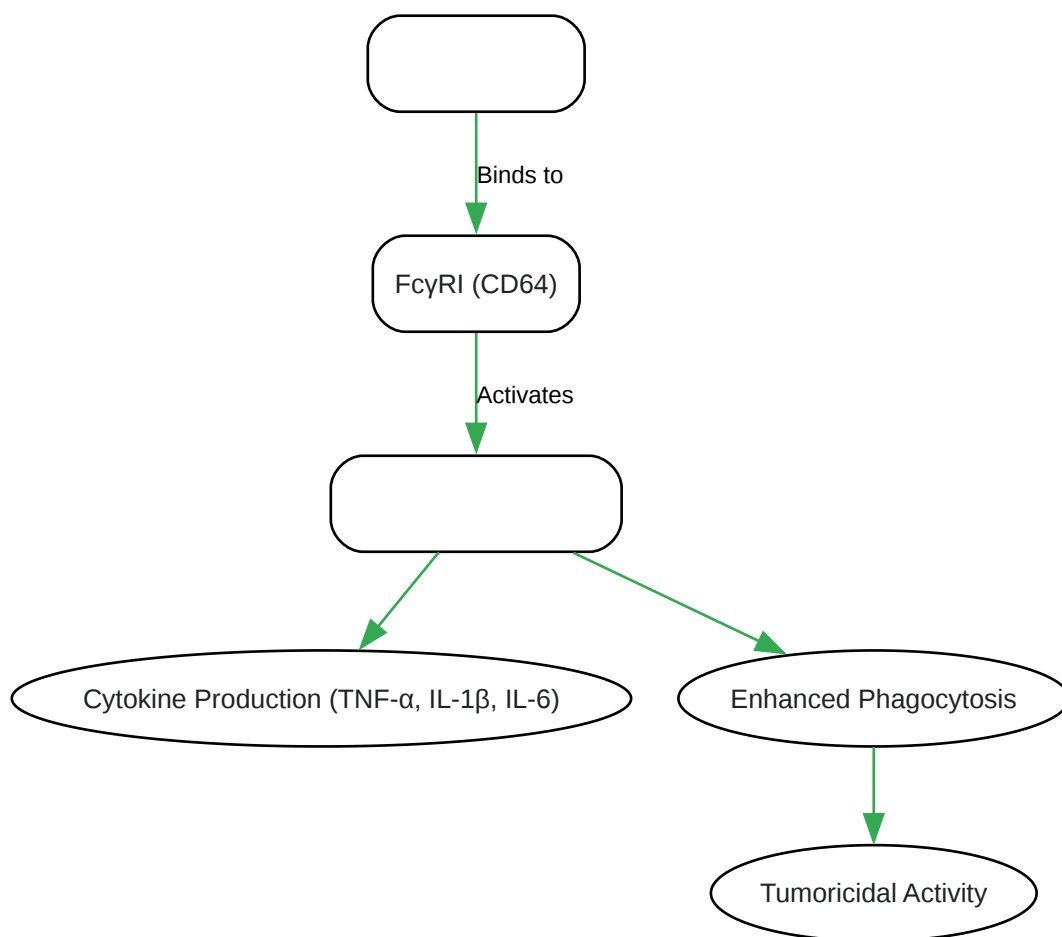 Binds to
FcγRI (CD64)
Activates
Cytokine Production (TNF-α, IL-1β, IL-6)
Enhanced Phagocytosis
Tumoricidal Activity